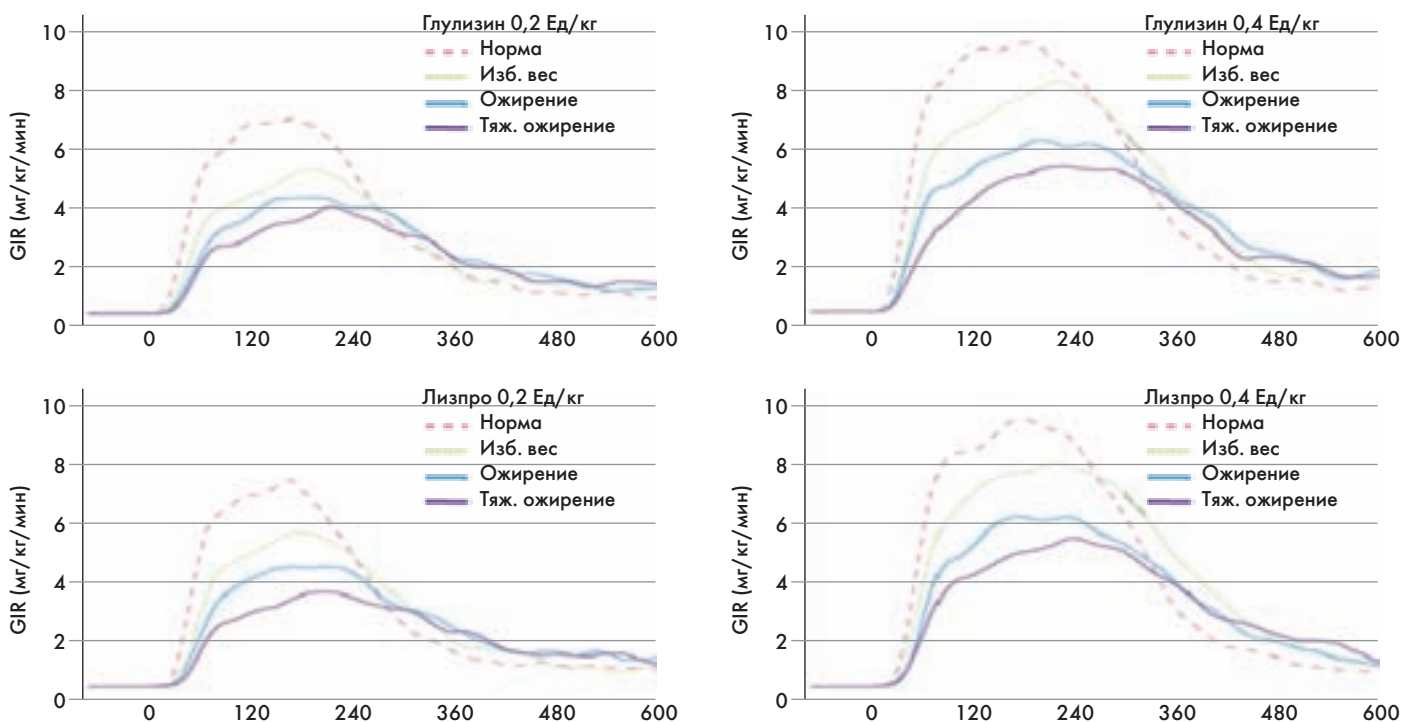 Глулизин 0,2 Ед/кг
Норма
Изб. вес
Ожирение
Тяж. ожирение
GIR (мг/кг/мин)
10
8
6
4
2
0
0 120 240 360 480 600
Глулизин 0,4 Ед/кг
Норма
Изб. вес
Ожирение
Тяж. ожирение
GIR (мг/кг/мин)
10
8
6
4
2
0
0 120 240 360 480 600
Лизпро 0,2 Ед/кг
Норма
Изб. вес
Ожирение
Тяж. ожирение
GIR (мг/кг/мин)
10
8
6
4
2
0
0 120 240 360 480 600
Лизпро 0,4 Ед/кг
Норма
Изб. вес
Ожирение
Тяж. ожирение
GIR (мг/кг/мин)
10
8
6
4
2
0
0 120 240 360 480 600